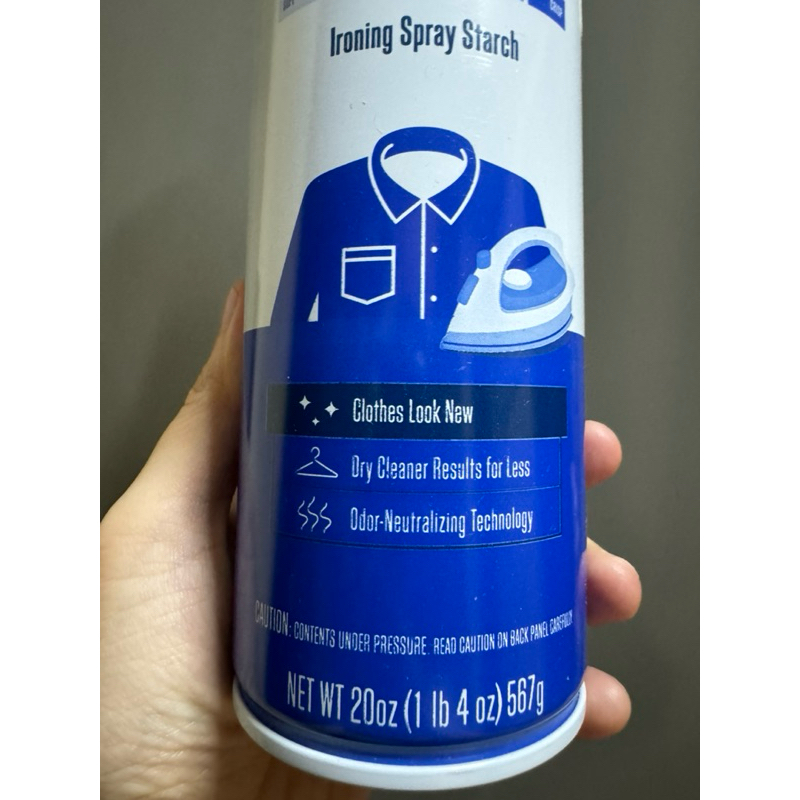 CRISP
Ironing Spray Starch
Clothes Look New
Dry Cleaner Results for Less
Odor-Neutralizing Technology
CAUTION: CONTENTS UNDER PRESSURE. READ CAUTION ON BACK PANEL CAREFULLY.
NET WT 20oz (1 lb 4 oz) 567g